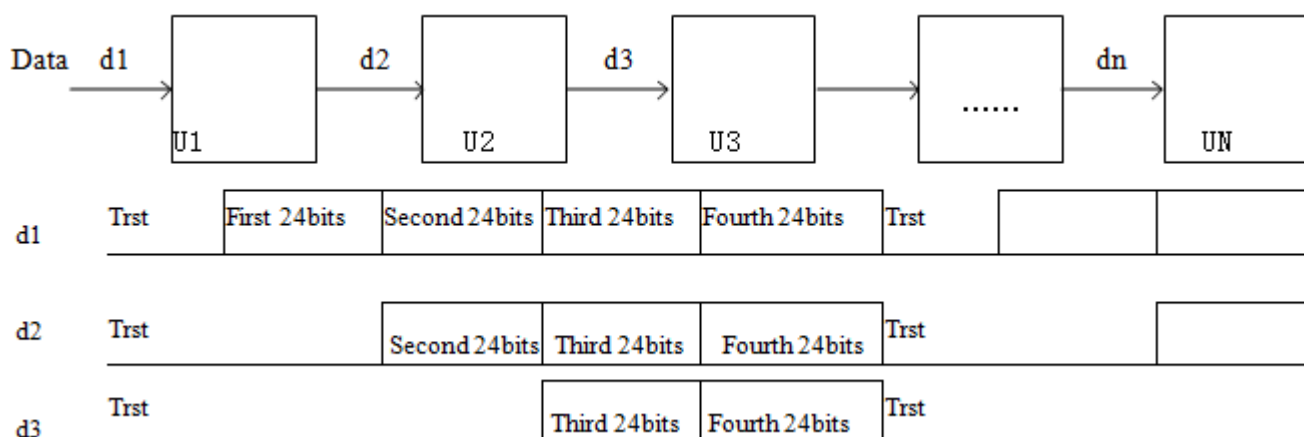 Data d1 d2 d3 dn
......
U1 U2 U3 UN
d1 Trst First 24bits Second 24bits Third 24bits Fourth 24bits Trst
d2 Trst Second 24bits Third 24bits Fourth 24bits Trst
d3 Trst Third 24bits Fourth 24bits Trst